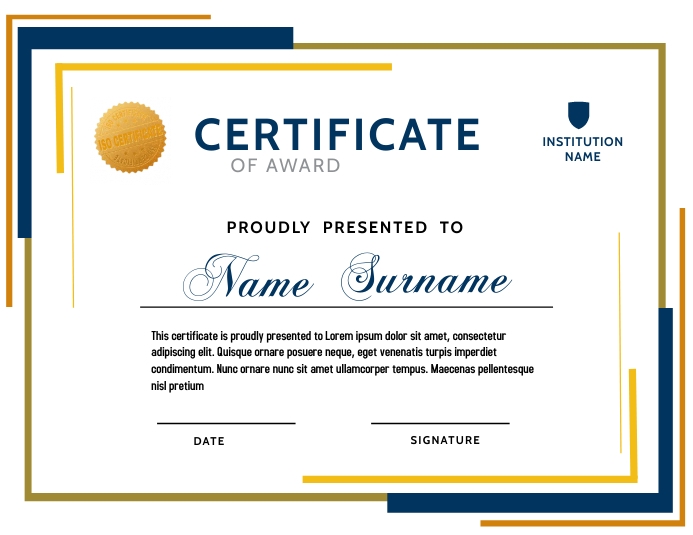 ISO CERTIFICATE
CERTIFICATE
OF AWARD
INSTITUTION
NAME
PROUDLY PRESENTED TO
Name Surname
This certificate is proudly presented to Lorem ipsum dolor sit amet, consectetur
adipiscing elit. Quisque ornare posuere neque, eget venenatis turpis imperdiet
condimentum. Nunc ornare nunc sit amet ullamcorper tempus. Maecenas pellentesque
nisl pretium
DATE
SIGNATURE